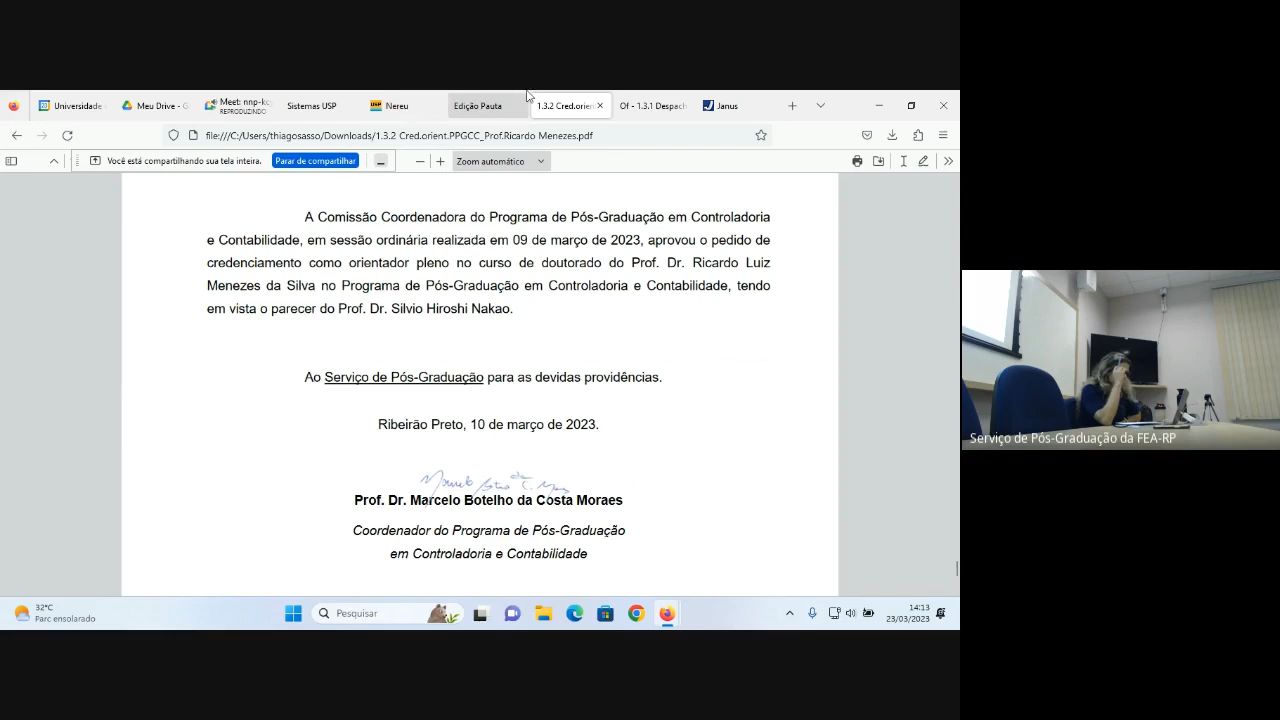 Universidade
Meu Drive - G
Meet: nnp-kc
REPRODUZINDO
Sistemas USP
Nereu
Edição Pauta
1.3.2 Cred.orien
Of - 1.3.1 Despach
Janus
file:///C:/Users/thiagosasso/Downloads/1.3.2 Cred.orient.PPGCC_Prof.Ricardo Menezes.pdf
Você está compartilhando sua tela inteira.
Parar de compartilhar
Zoom automático
A Comissão Coordenadora do Programa de Pós-Graduação em Controladoria
e Contabilidade, em sessão ordinária realizada em 09 de março de 2023, aprovou o pedido de
credenciamento como orientador pleno no curso de doutorado do Prof. Dr. Ricardo Luiz
Menezes da Silva no Programa de Pós-Graduação em Controladoria e Contabilidade, tendo
em vista o parecer do Prof. Dr. Silvio Hiroshi Nakao.
Ao Serviço de Pós-Graduação para as devidas providências.
Ribeirão Preto, 10 de março de 2023.
Prof. Dr. Marcelo Botelho da Costa Moraes
Coordenador do Programa de Pós-Graduação
em Controladoria e Contabilidade
Serviço de Pós-Graduação da FEA-RP
32°C
Parc ensolarado
Pesquisar
14:13
23/03/2023